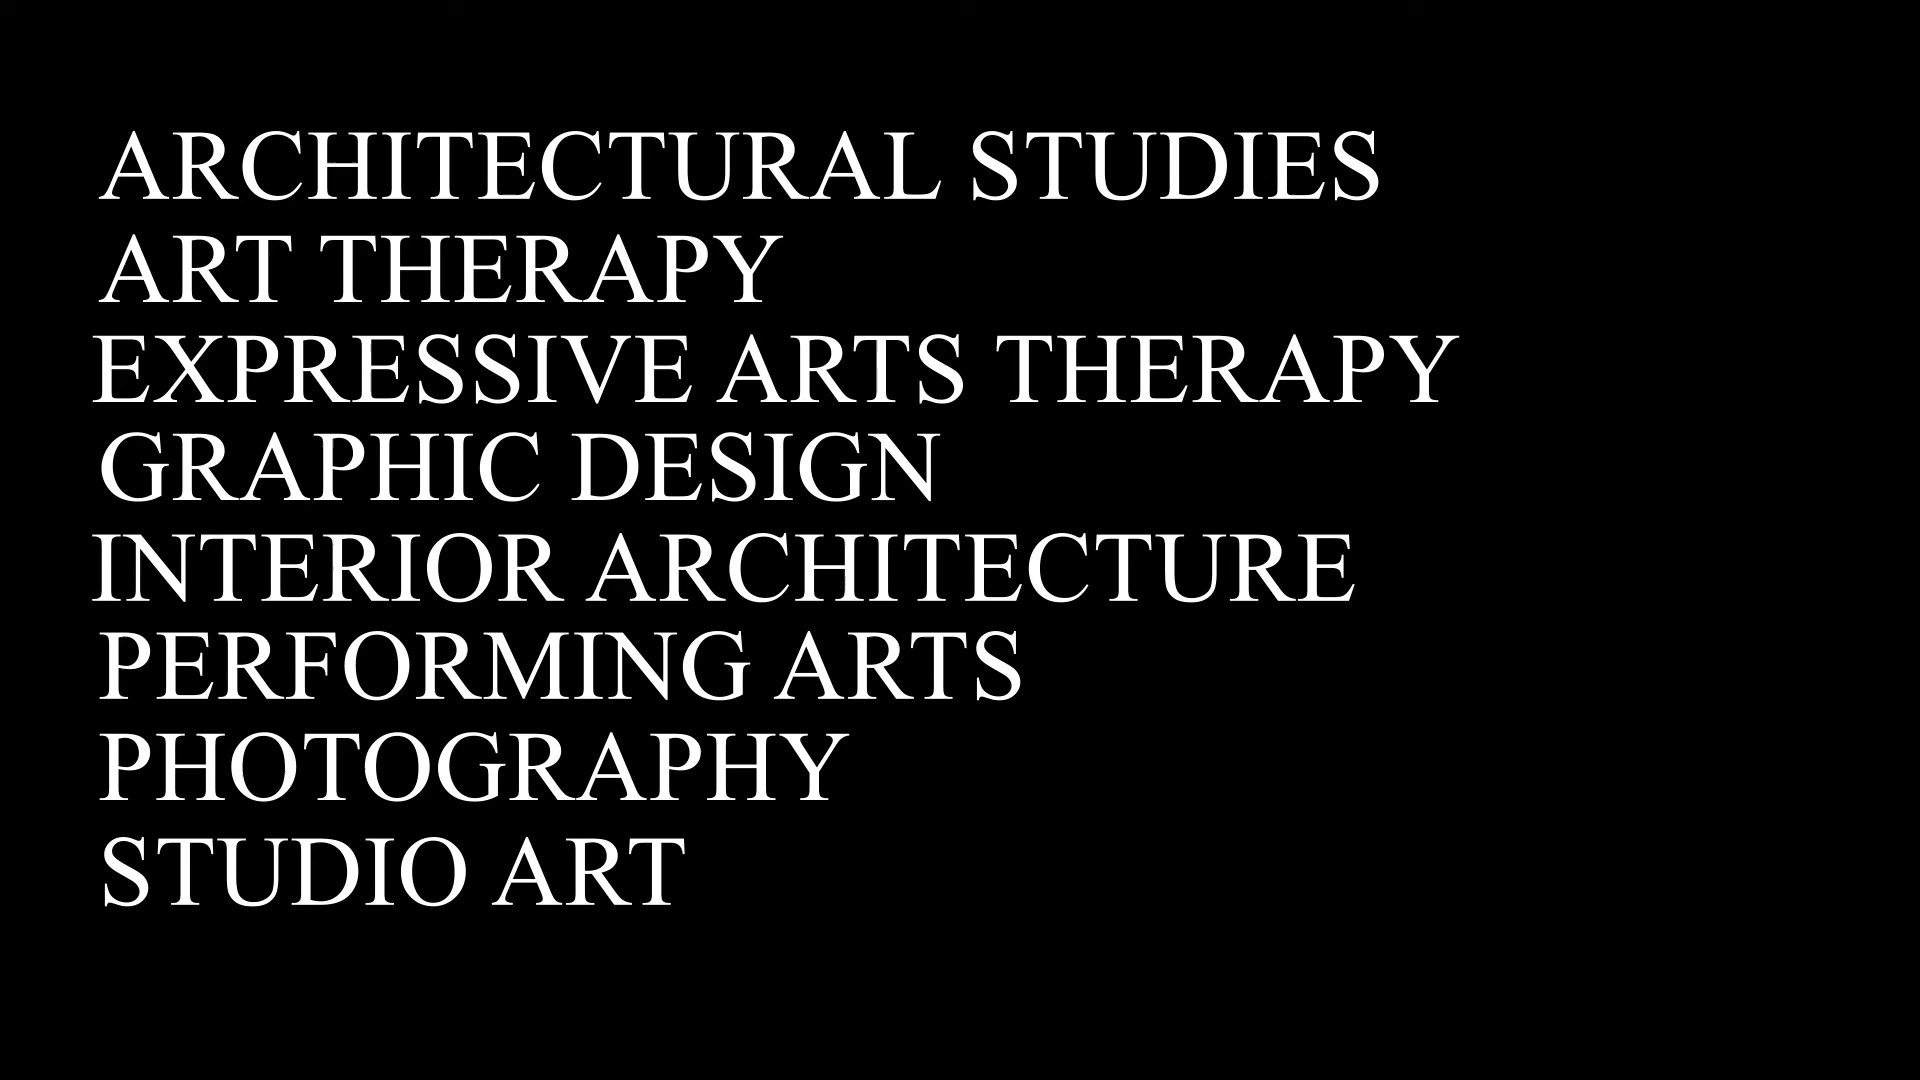 ARCHITECTURAL STUDIES
ART THERAPY
EXPRESSIVE ARTS THERAPY
GRAPHIC DESIGN
INTERIOR ARCHITECTURE
PERFORMING ARTS
PHOTOGRAPHY
STUDIO ART